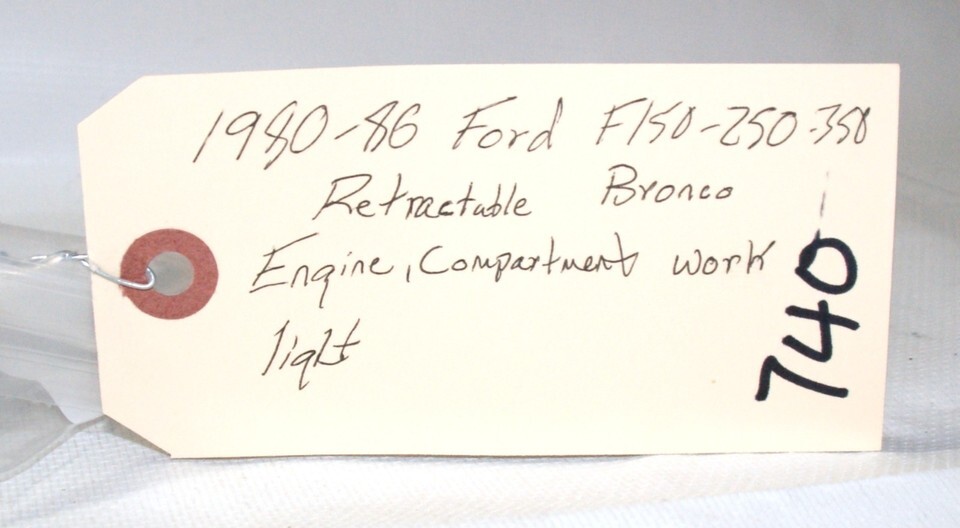 1980-86 Ford F150-250-350
Retractable Bronco
Engine, Compartment work
light
740